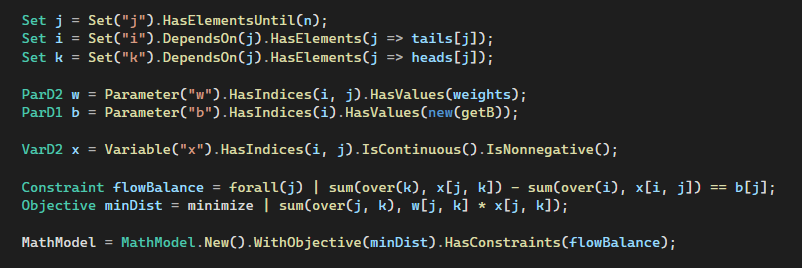 Set j = Set("j").HasElementsUntil(n);
Set i = Set("i").DependsOn(j).HasElements(j => tails[j]);
Set k = Set("k").DependsOn(j).HasElements(j => heads[j]);
ParD2 w = Parameter("w").HasIndices(i, j).HasValues(weights);
ParD1 b = Parameter("b").HasIndices(i).HasValues(new(getB));
VarD2 x = Variable("x").HasIndices(i, j).IsContinuous().IsNonnegative();
Constraint flowBalance = forall(j) | sum(over(k), x[j, k]) - sum(over(i), x[i, j]) == b[j];
Objective minDist = minimize | sum(over(j, k), w[j, k] * x[j, k]);
MathModel = MathModel.New().WithObjective(minDist).HasConstraints(flowBalance);